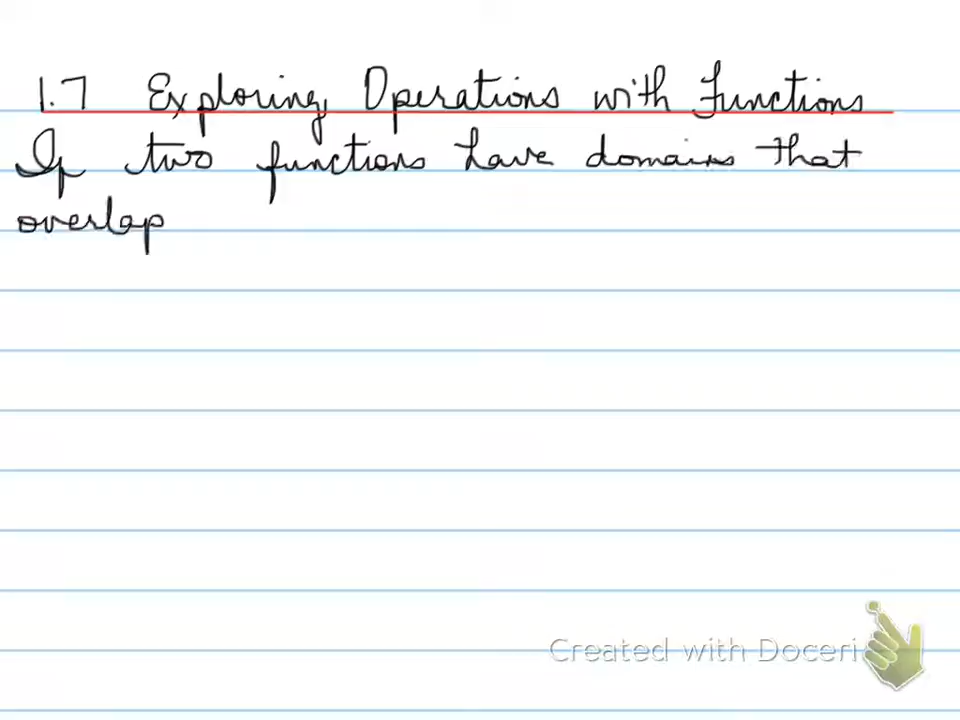 1.7 Exploring Operations with Functions
If two functions have domains that
overlap
Created with Doceri